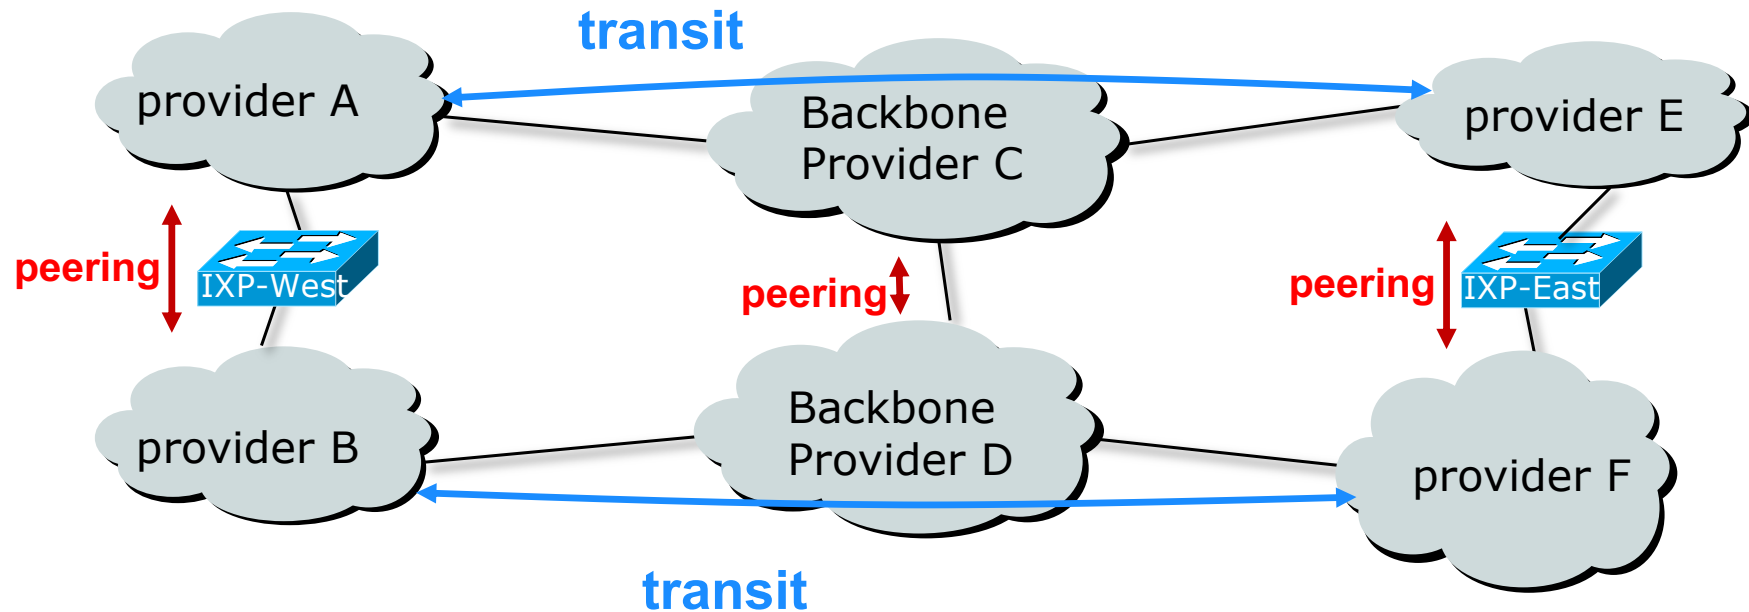 transit
provider A
Backbone
Provider C
provider E
peering
IXP-West
peering
peering
IXP-East
provider B
Backbone
Provider D
provider F
transit